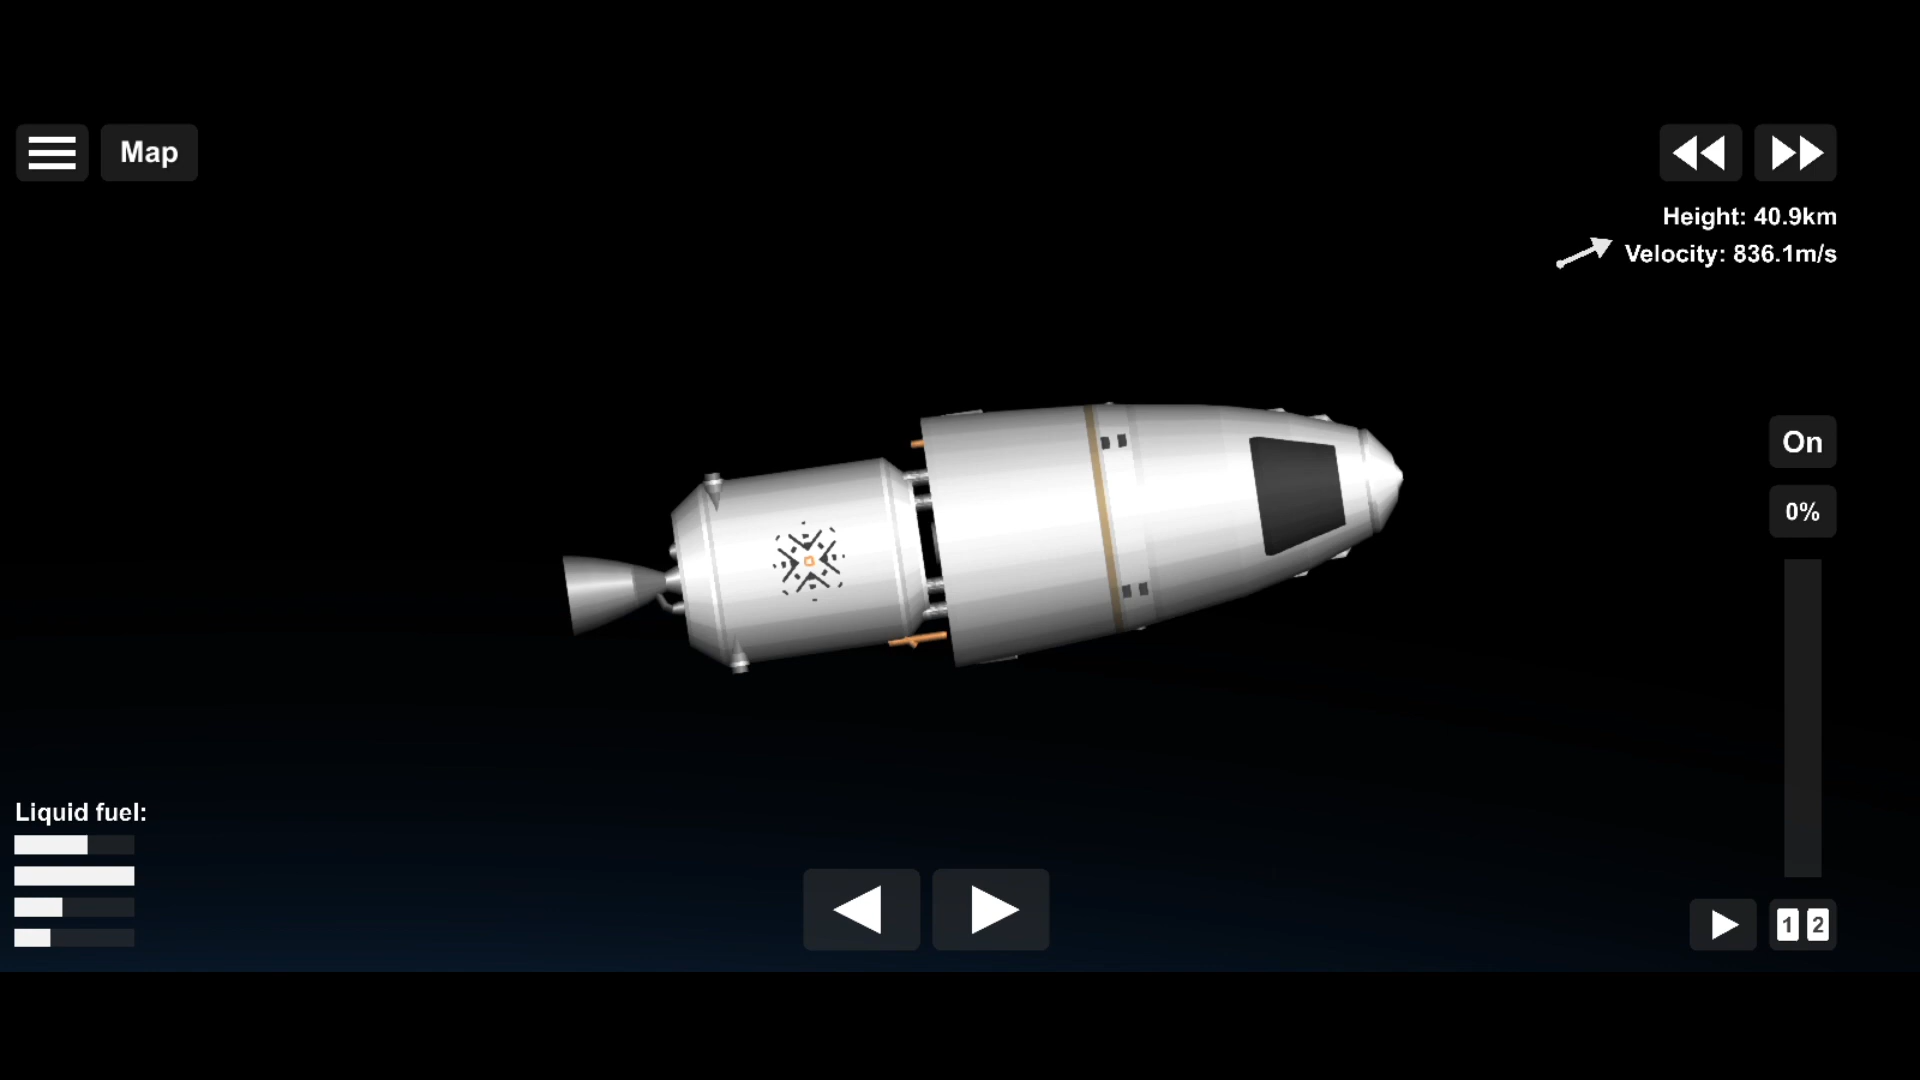 Map
Height: 40.9km
Velocity: 836.1m/s
On
0%
Liquid fuel:
1 2